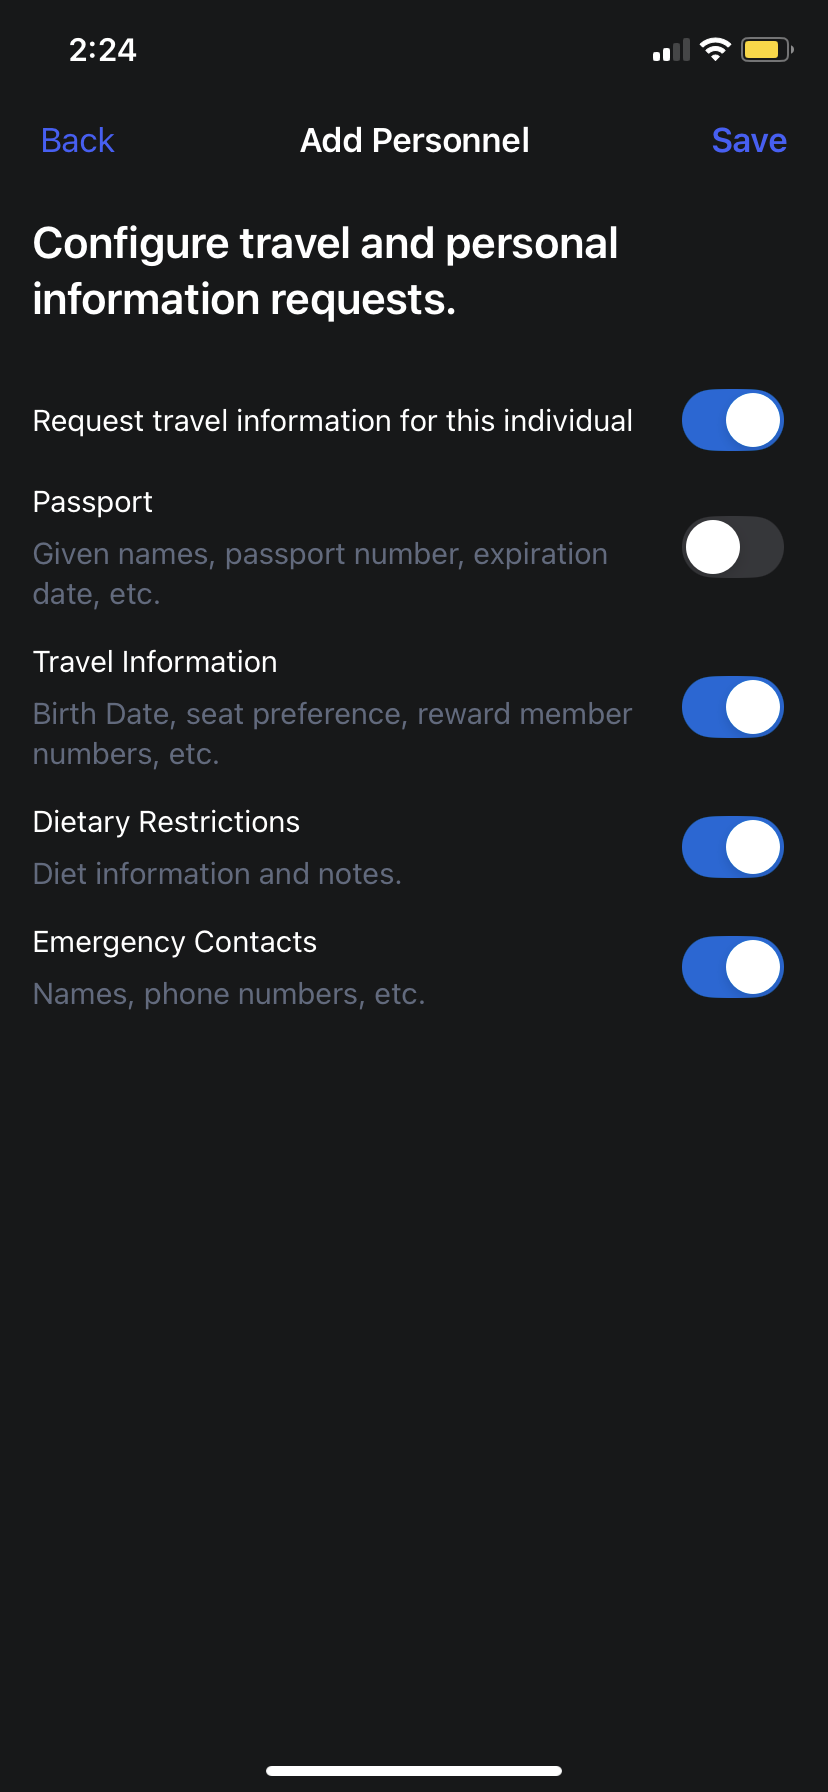 2:24
Back Add Personnel Save
Configure travel and personal
information requests.
Request travel information for this individual
Passport
Given names, passport number, expiration
date, etc.
Travel Information
Birth Date, seat preference, reward member
numbers, etc.
Dietary Restrictions
Diet information and notes.
Emergency Contacts
Names, phone numbers, etc.